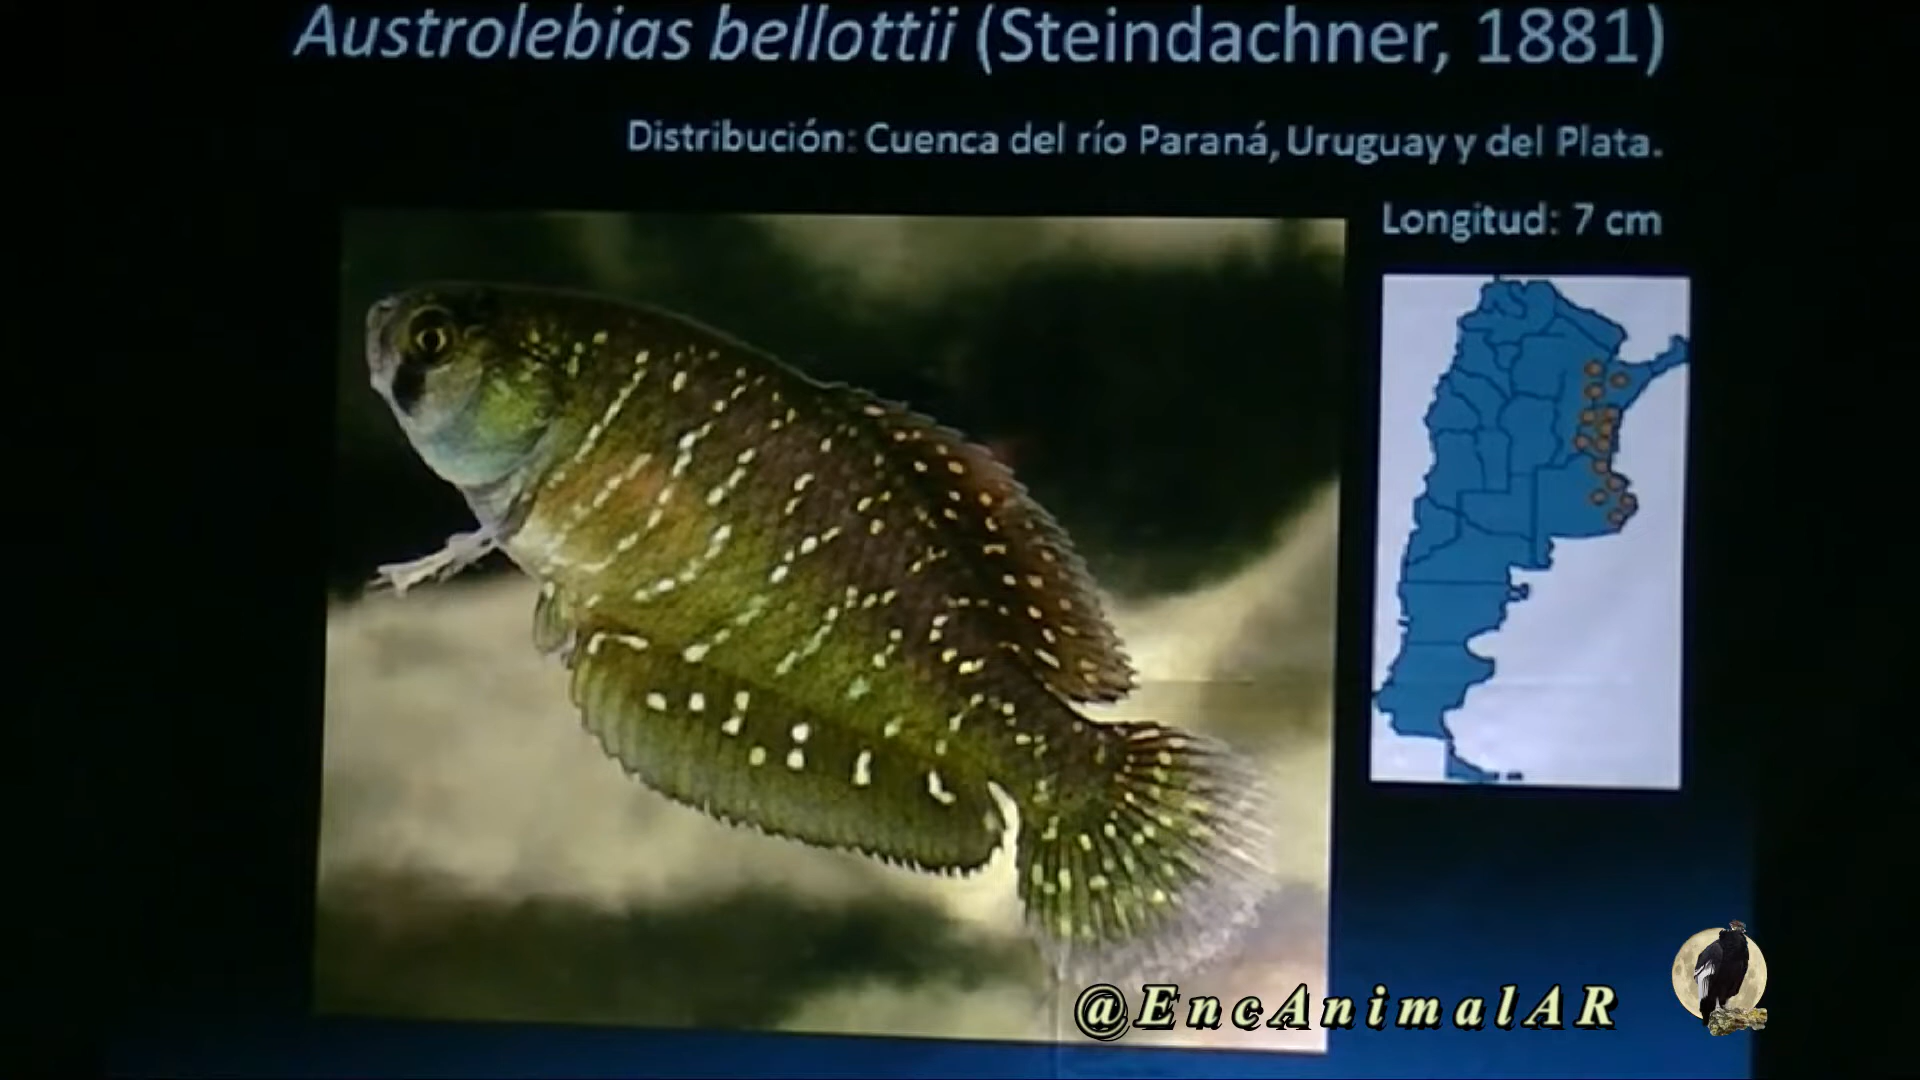 Austrolebias bellottii (Steindachner, 1881)
Distribución: Cuenca del río Paraná, Uruguay y del Plata.
Longitud: 7 cm
@EncAnimalAR